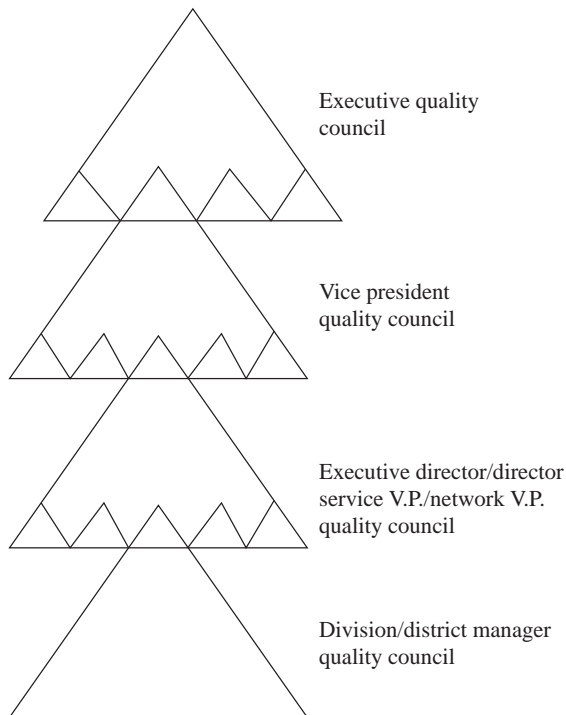 Executive quality
council
Vice president
quality council
Executive director/director
service V.P./network V.P.
quality council
Division/district manager
quality council